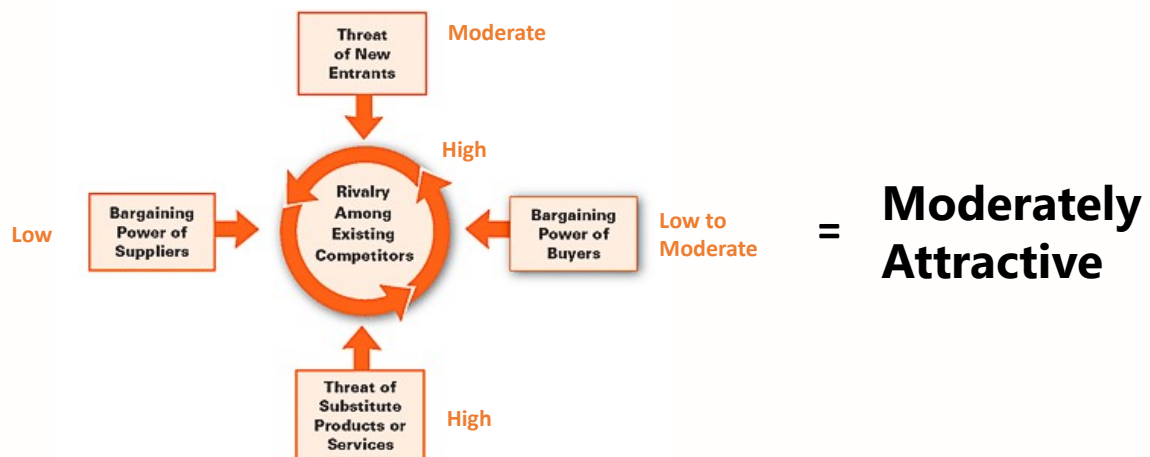 Threat
of New
Entrants
Moderate
High
Rivalry
Among
Existing
Competitors
Low
Bargaining
Power of
Suppliers
Bargaining
Power of
Buyers
Low to
Moderate
=
Moderately
Attractive
Threat of
Substitute
Products or
Services
High